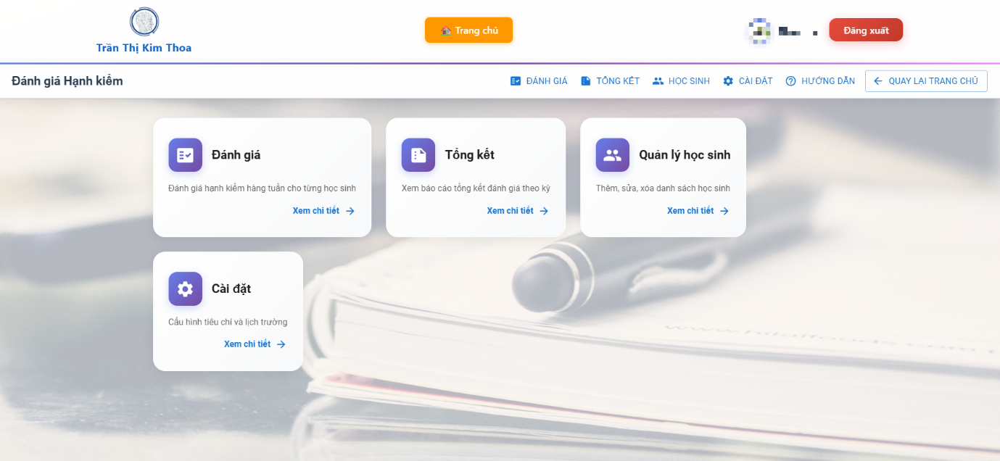 Trần Thị Kim Thoa
Trang chủ
Đăng xuất
Đánh giá Hạnh kiểm
ĐÁNH GIÁ
TỔNG KẾT
HỌC SINH
CÀI ĐẶT
HƯỚNG DẪN
QUAY LẠI TRANG CHỦ
Đánh giá
Đánh giá hạnh kiểm hàng tuần cho từng học sinh
Xem chi tiết
Tổng kết
Xem báo cáo tổng kết đánh giá theo kỳ
Xem chi tiết
Quản lý học sinh
Thêm, sửa, xóa danh sách học sinh
Xem chi tiết
Cài đặt
Cấu hình tiêu chí và lịch trường
Xem chi tiết